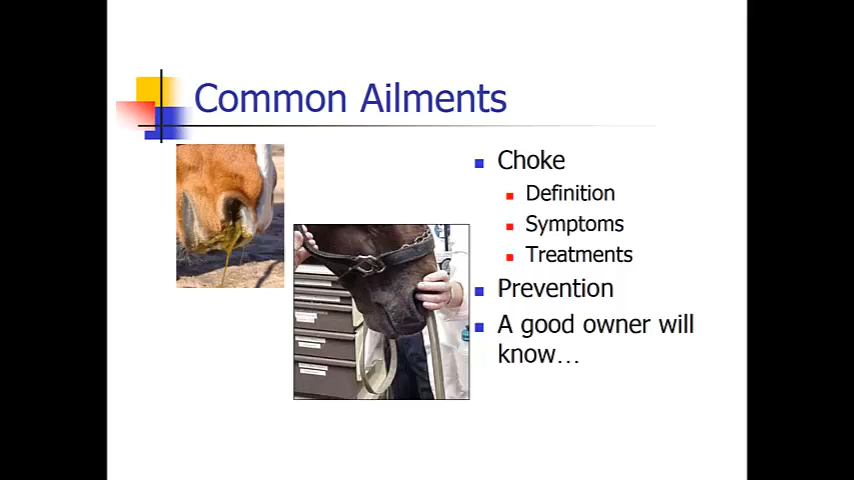 Common Ailments
Choke
Definition
Symptoms
Treatments
Prevention
A good owner will
know…